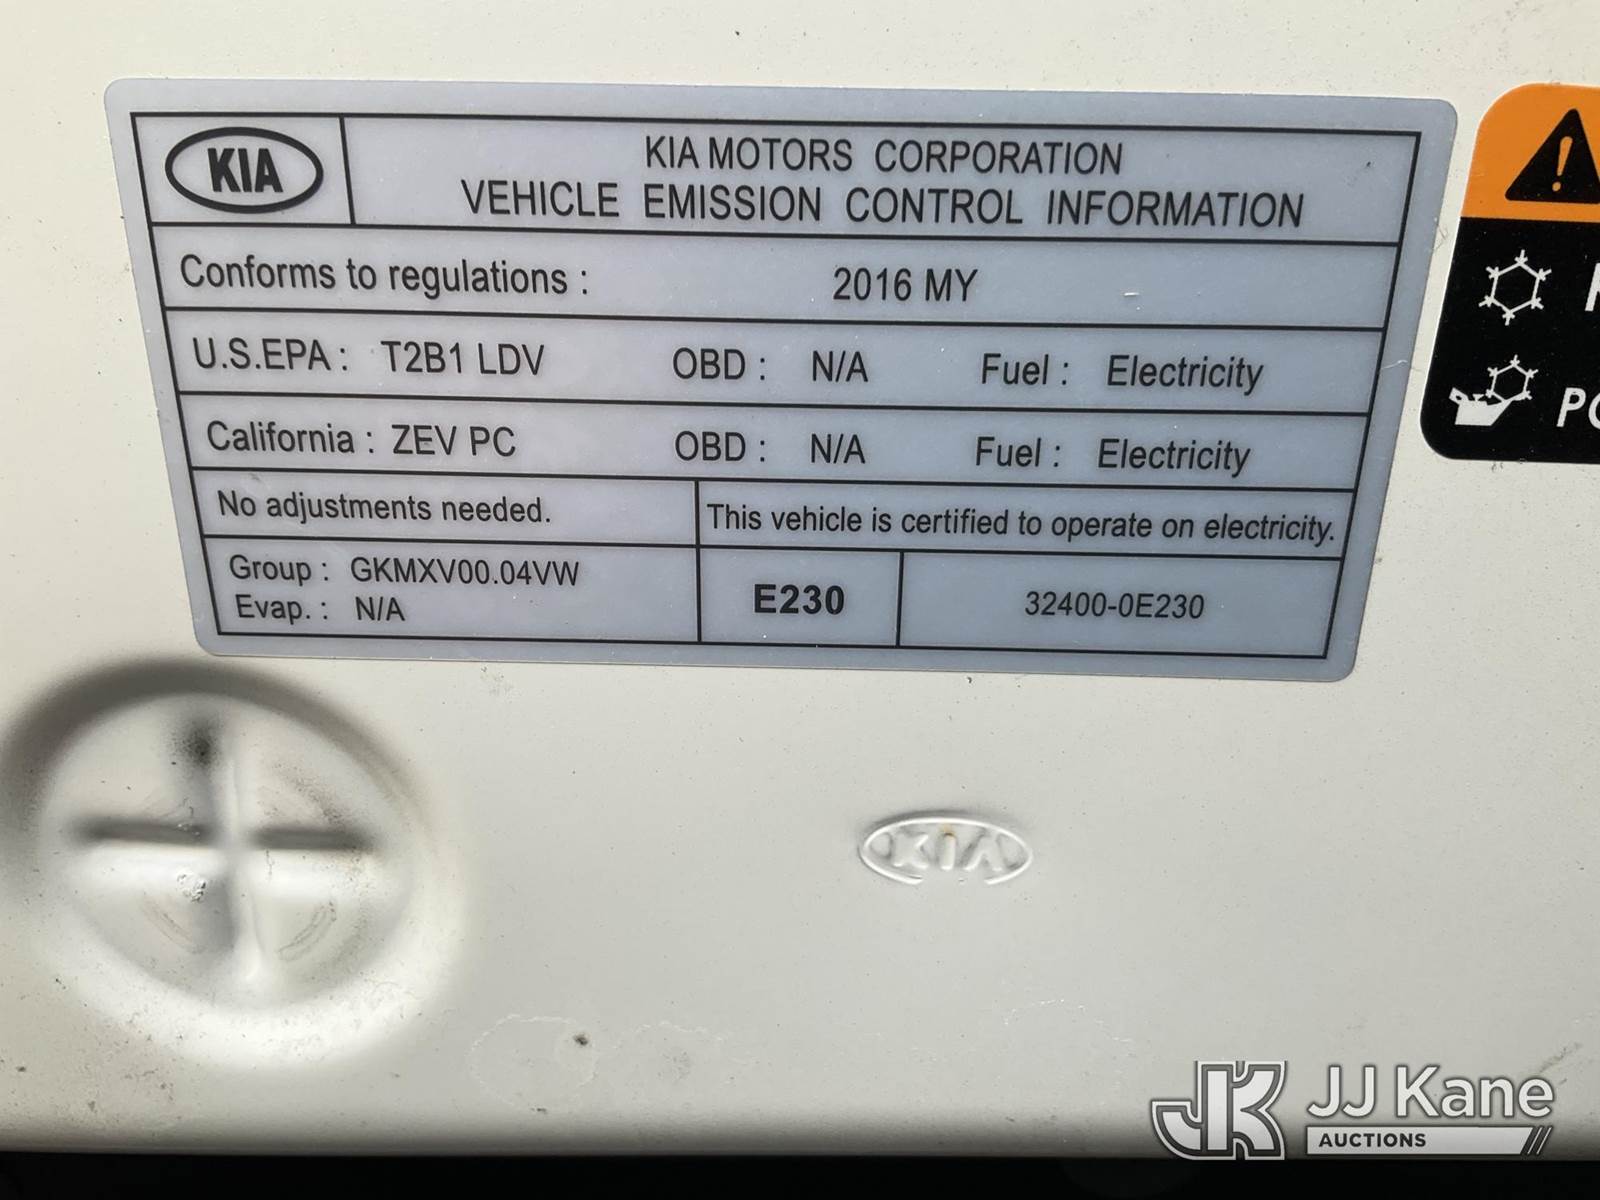 KIA
KIA MOTORS CORPORATION
VEHICLE EMISSION CONTROL INFORMATION
Conforms to regulations : 2016 MY
U.S.EPA : T2B1 LDV OBD : N/A Fuel : Electricity
California : ZEV PC OBD : N/A Fuel : Electricity
No adjustments needed. This vehicle is certified to operate on electricity.
Group : GKMXV00.04VW
Evap. : N/A
E230 32400-0E230
KIA
JK JJ Kane
AUCTIONS